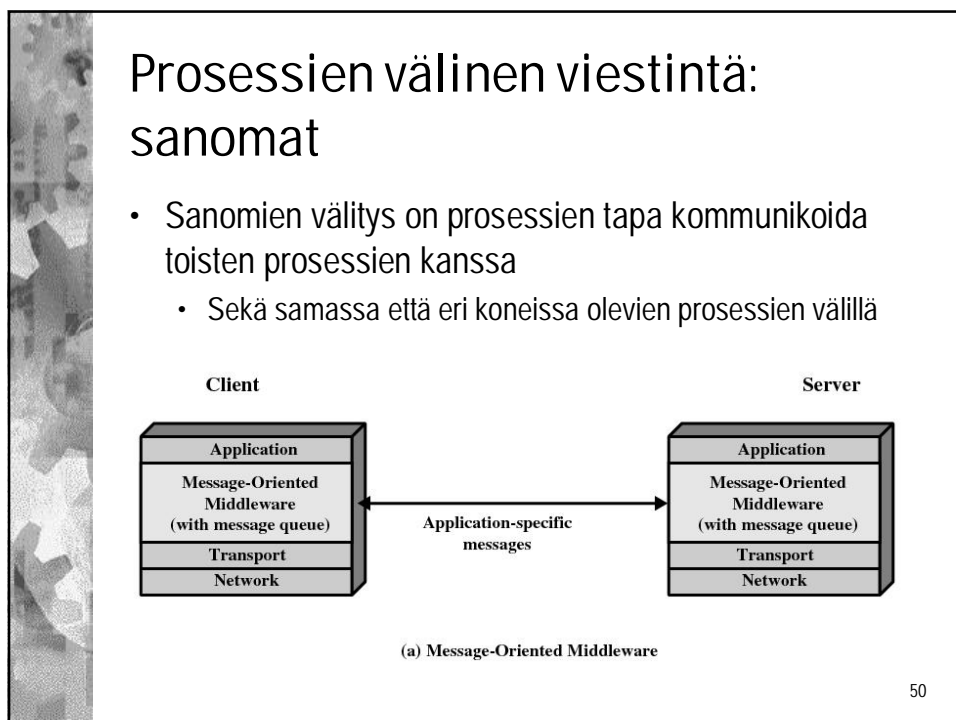 Prosessien välinen viestintä:
sanomat
• Sanomien välitys on prosessien tapa kommunikoida
toisten prosessien kanssa
• Sekä samassa että eri koneissa olevien prosessien välillä
Client
Server
Application
Message-Oriented
Middleware
(with message queue)
Transport
Network
Application-specific
messages
Application
Message-Oriented
Middleware
(with message queue)
Transport
Network
(a) Message-Oriented Middleware
50